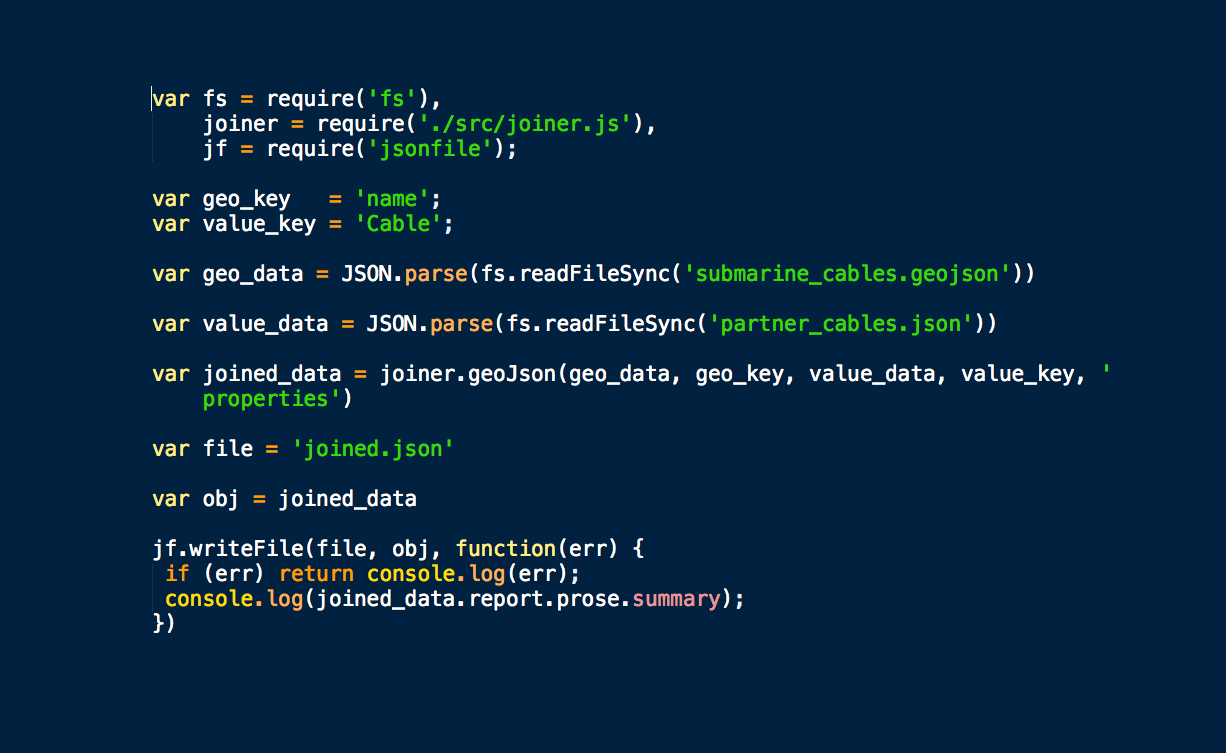 var fs = require('fs'),
    joiner = require('./src/joiner.js'),
    jf = require('jsonfile');
var geo_key   = 'name';
var value_key = 'Cable';
var geo_data = JSON.parse(fs.readFileSync('submarine_cables.geojson'))
var value_data = JSON.parse(fs.readFileSync('partner_cables.json'))
var joined_data = joiner.geoJson(geo_data, geo_key, value_data, value_key, '
    properties')
var file = 'joined.json'
var obj = joined_data
jf.writeFile(file, obj, function(err) {
 if (err) return console.log(err);
 console.log(joined_data.report.prose.summary);
})